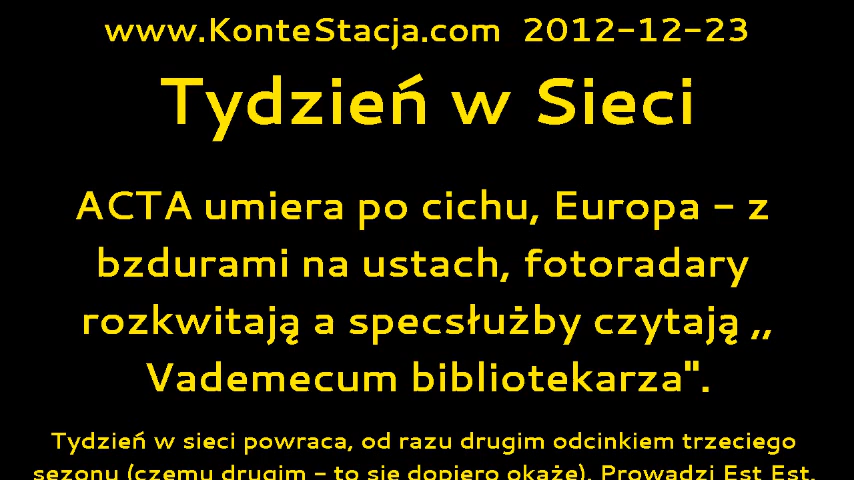 www.KonteStacja.com 2012-12-23
Tydzień w Sieci
ACTA umiera po cichu, Europa - z
bzdurami na ustach, fotoradary
rozkwitają a specsłużby czytają ,,
Vademecum bibliotekarza".
Tydzień w sieci powraca, od razu drugim odcinkiem trzeciego
sezonu (czemu drugim - to się dopiero okaże). Prowadzi Est Est.